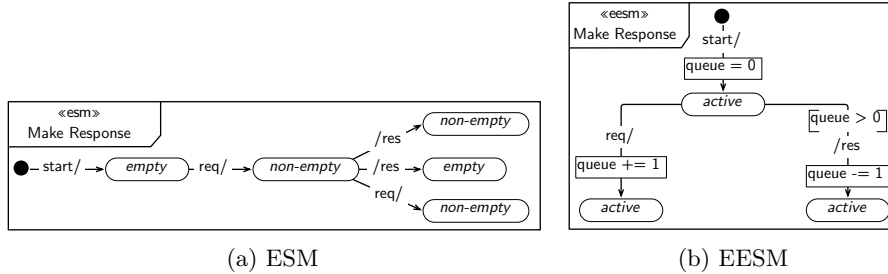 «esm»
Make Response
start/
empty
req/
non-empty
/res
non-empty
/res
empty
req/
non-empty
(a) ESM
«eesm»
Make Response
start/
queue = 0
active
req/
queue += 1
active
queue > 0
/res
queue -= 1
active
(b) EESM